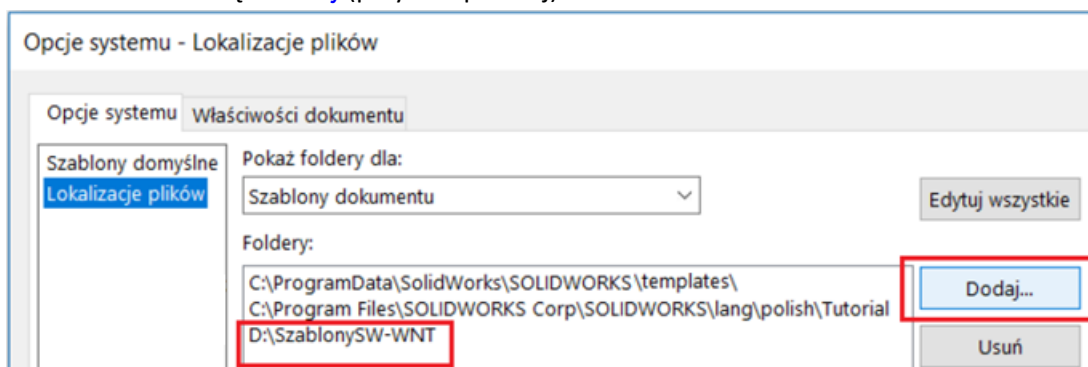 Opcje systemu - Lokalizacje plików
Opcje systemu Właściwości dokumentu
Szablony domyślne
Lokalizacje plików
Pokaż foldery dla:
Szablony dokumentu
Edytuj wszystkie
Foldery:
C:\ProgramData\SolidWorks\SOLIDWORKS\templates\
C:\Program Files\SOLIDWORKS Corp\SOLIDWORKS\lang\polish\Tutorial
D:\SzablonySW-WNT
Dodaj...
Usuń